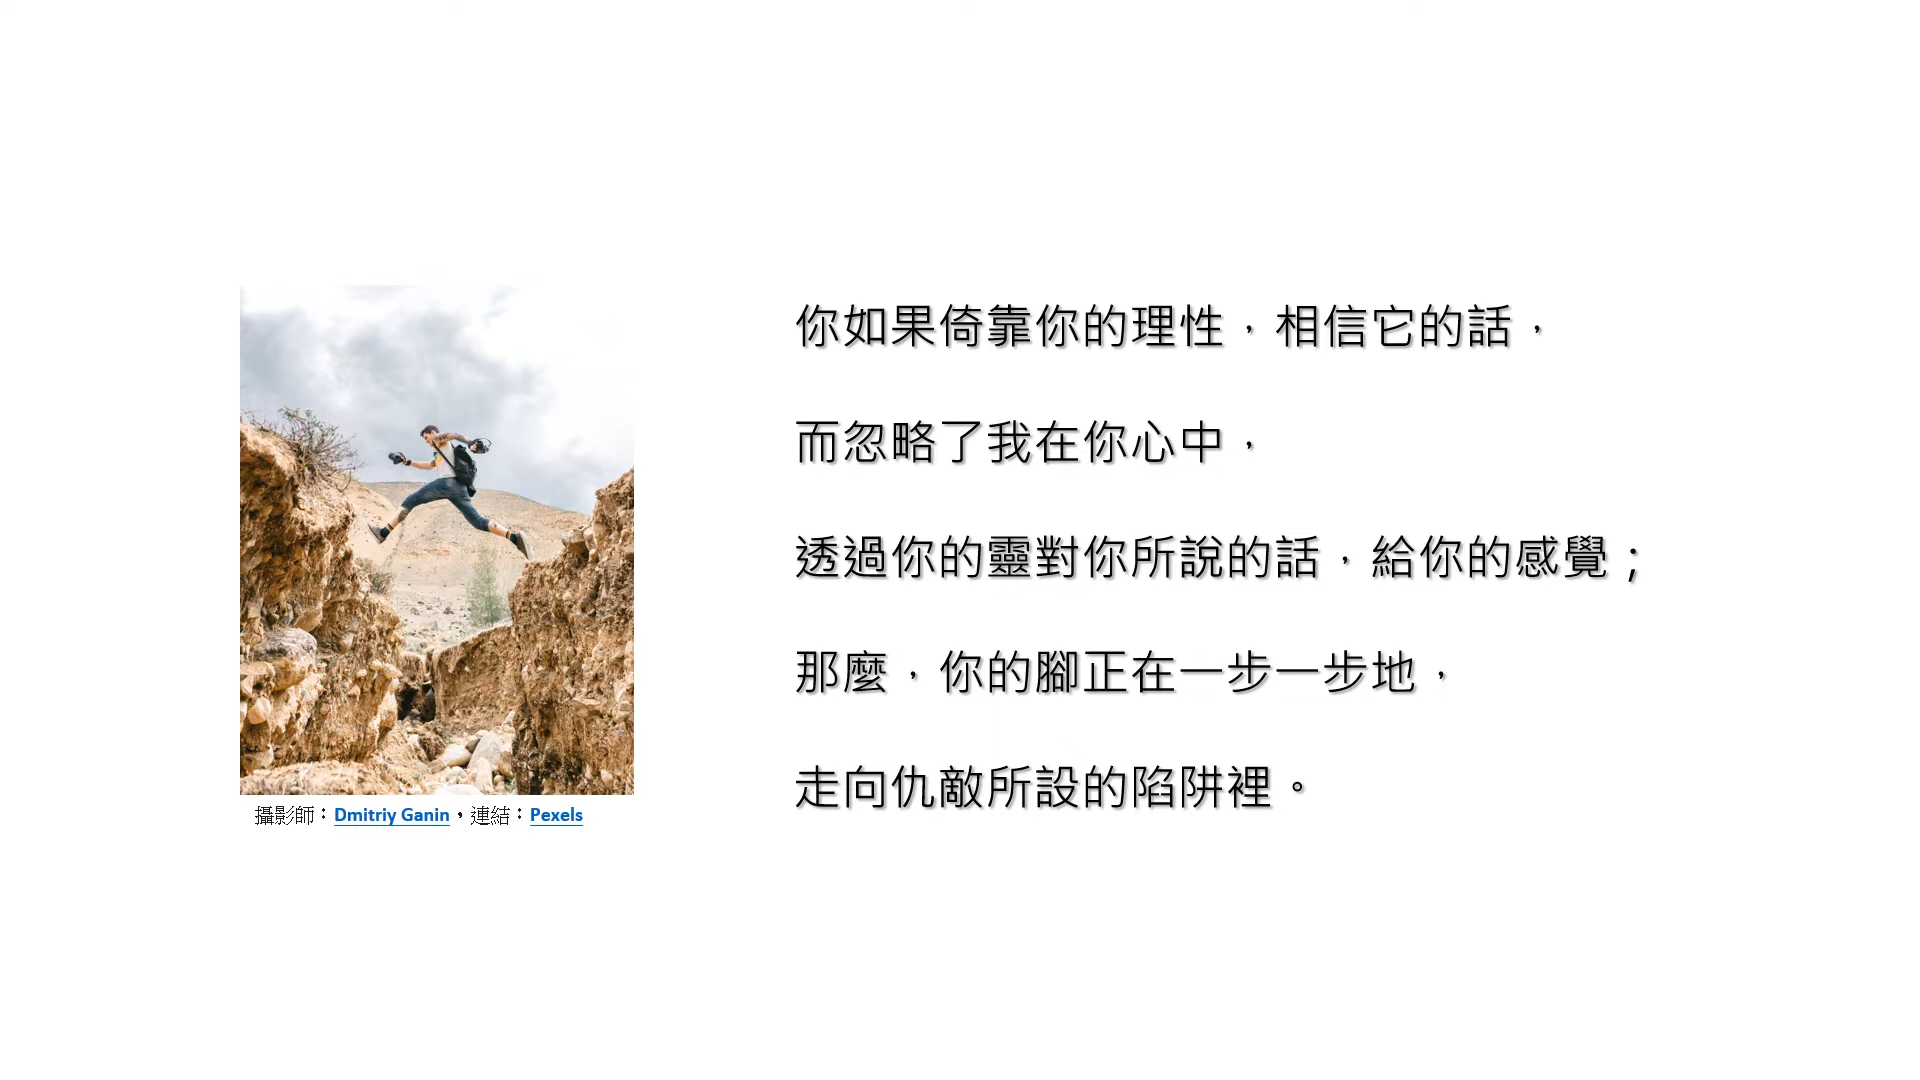 你如果倚靠你的理性，相信它的話，
而忽略了我在你心中，
透過你的靈對你所說的話，給你的感覺；
那麼，你的腳正在一步一步地，
走向仇敵所設的陷阱裡。
攝影師：Dmitriy Ganin，連結：Pexels